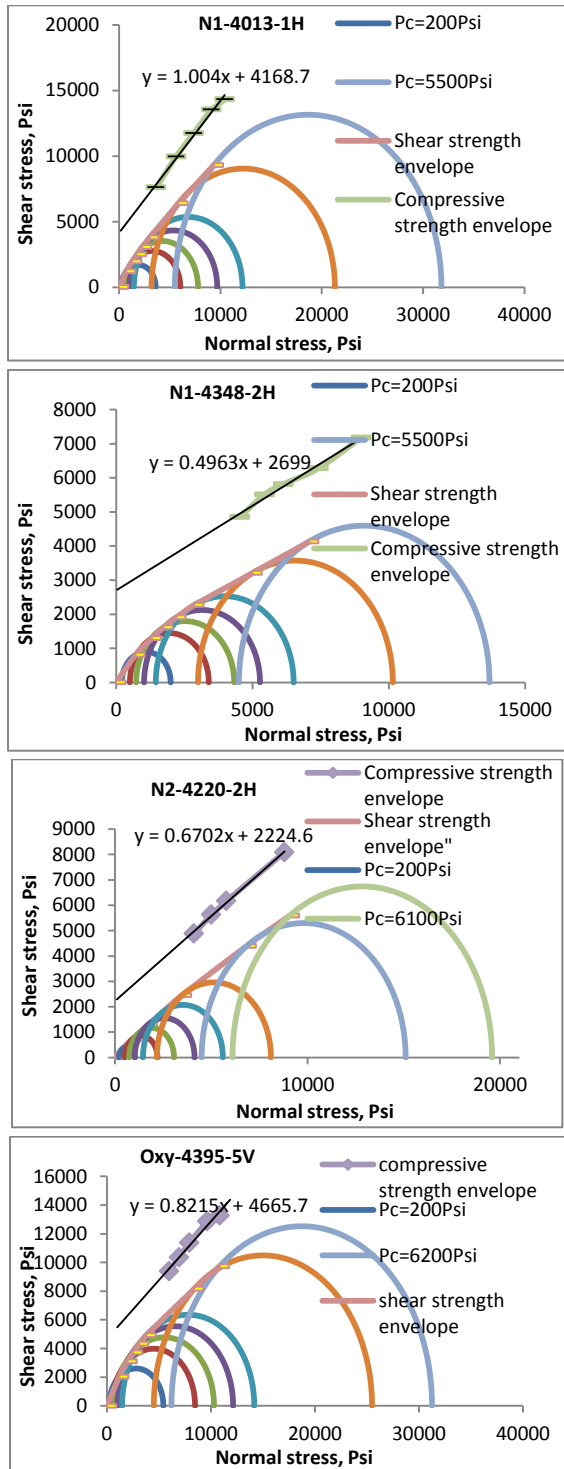 N1-4013-1H
Pc=200Psi
y = 1.004x + 4168.7
Pc=5500Psi
Shear strength
envelope
Compressive
strength envelope
Shear stress, Psi
20000
15000
10000
5000
0
0 10000 20000 30000 40000
Normal stress, Psi
N1-4348-2H
Pc=200Psi
y = 0.4963x + 2699
Pc=5500Psi
Shear strength
envelope
Compressive strength
envelope
Shear stress, Psi
8000
7000
6000
5000
4000
3000
2000
1000
0
0 5000 10000 15000
Normal stress, Psi
N2-4220-2H
Compressive strength
envelope
y = 0.6702x + 2224.6
Shear strength
envelope"
Pc=200Psi
Pc=6100Psi
Shear stress, Psi
9000
8000
7000
6000
5000
4000
3000
2000
1000
0
0 10000 20000
Normal stress, Psi
Oxy-4395-5V
compressive
strength envelope
y = 0.8215x + 4665.7
Pc=200Psi
Pc=6200Psi
shear strength
envelope
Shear stress, Psi
16000
14000
12000
10000
8000
6000
4000
2000
0
0 10000 20000 30000 40000
Normal stress, Psi